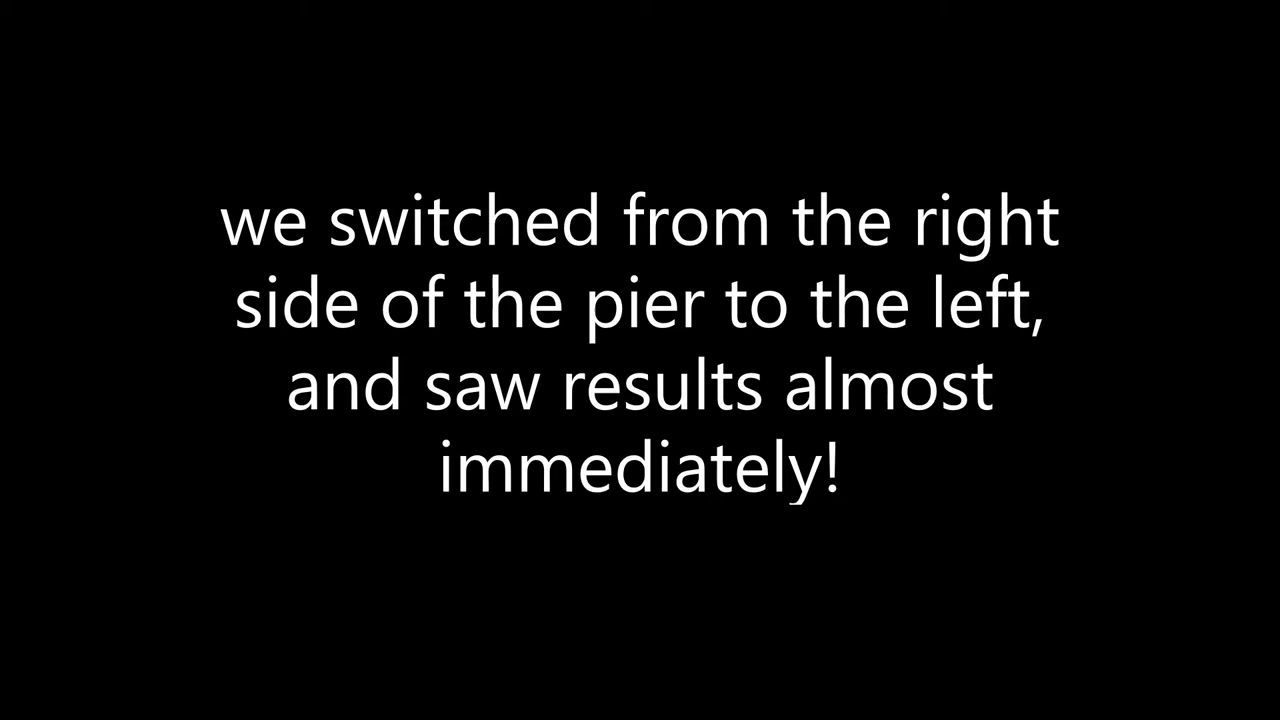 we switched from the right
side of the pier to the left,
and saw results almost
immediately!